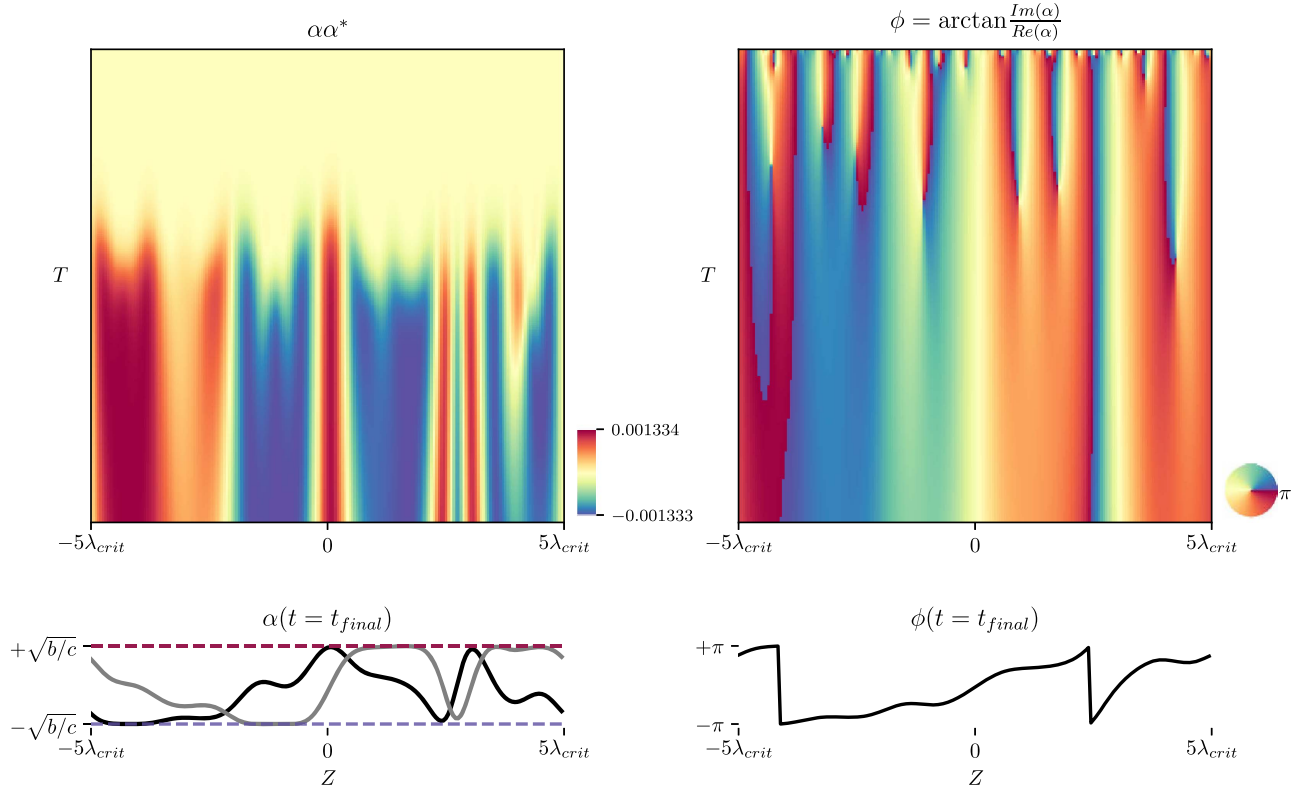 αα*
ϕ = arctan Im(α)/Re(α)
T
T
0.001334
−0.001333
π
−5λcrit 0 5λcrit
−5λcrit 0 5λcrit
α(t = tfinal)
ϕ(t = tfinal)
+√b/c
−√b/c
+π
−π
−5λcrit 0 5λcrit
−5λcrit 0 5λcrit
Z
Z